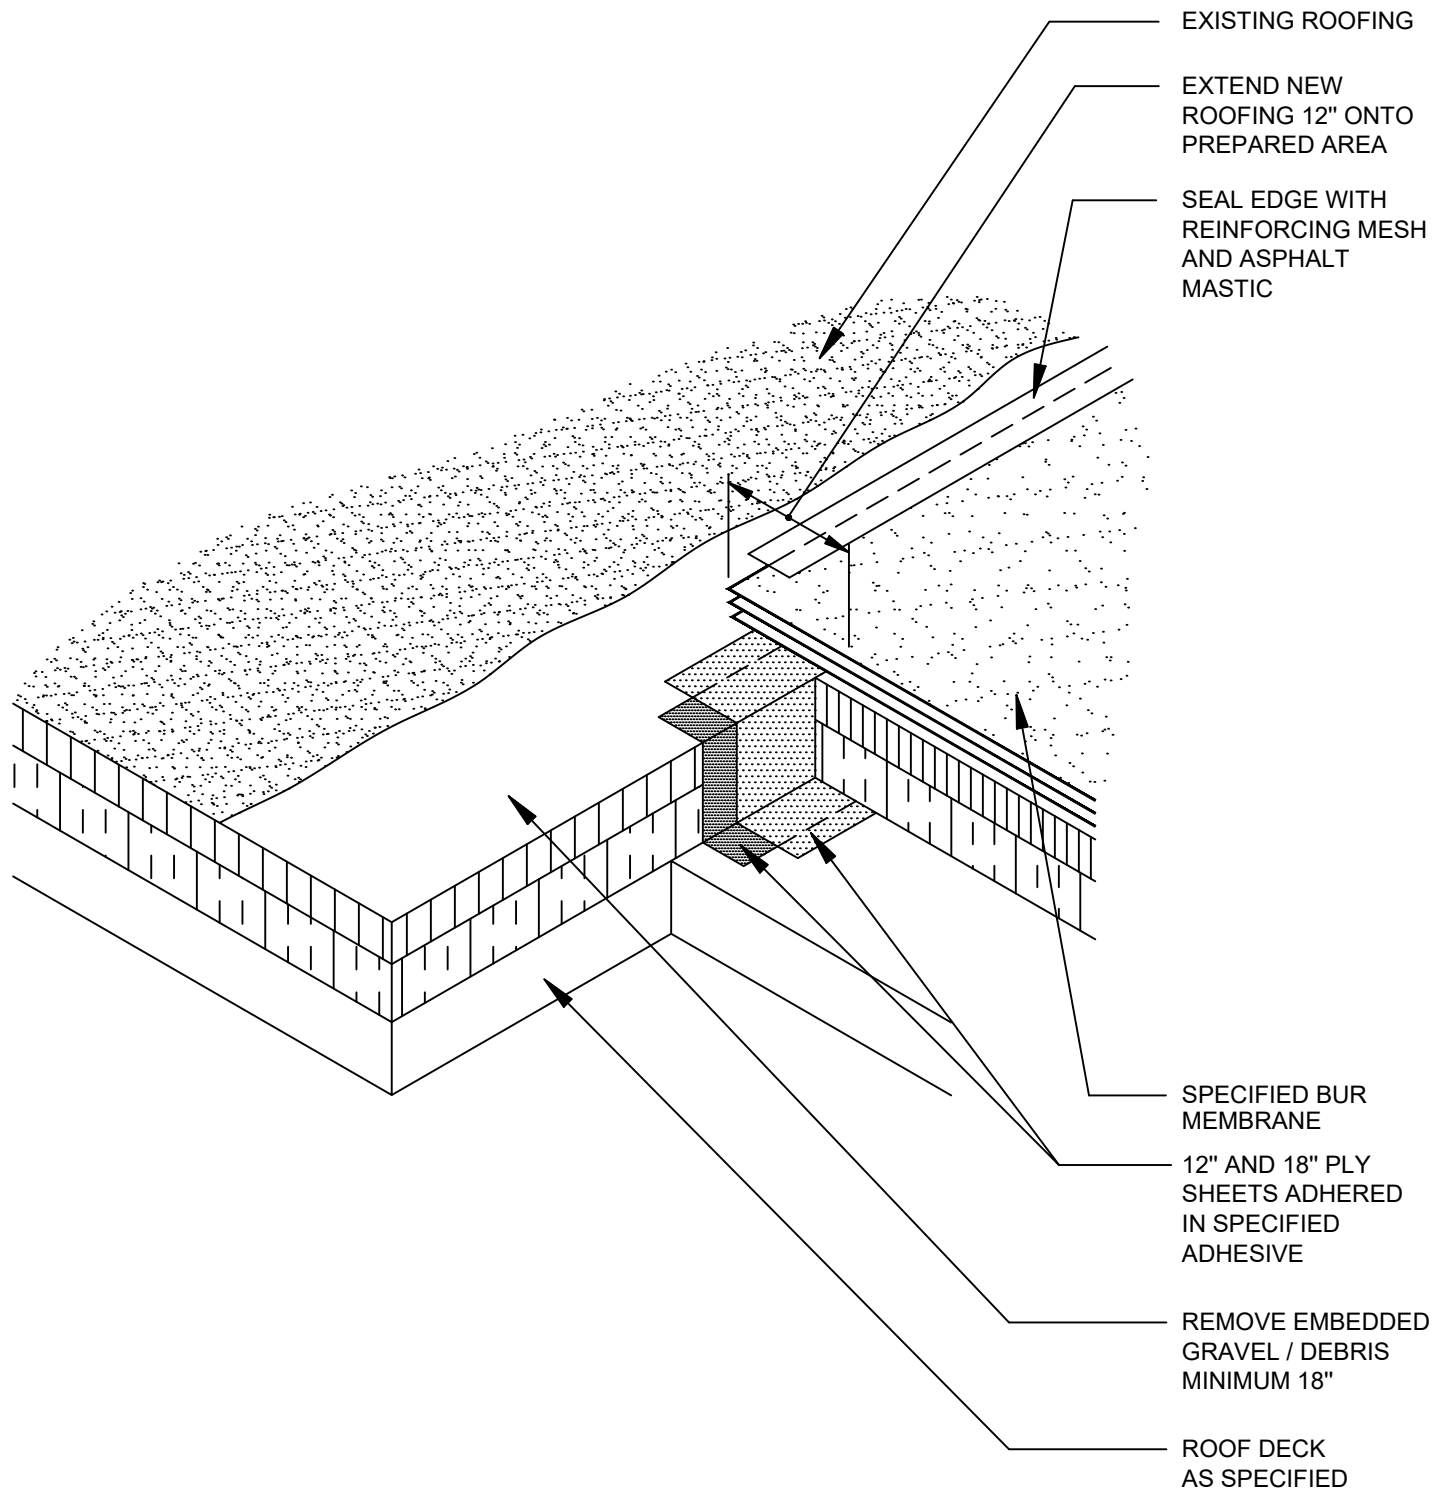 EXISTING ROOFING
EXTEND NEW
ROOFING 12" ONTO
PREPARED AREA
SEAL EDGE WITH
REINFORCING MESH
AND ASPHALT
MASTIC
SPECIFIED BUR
MEMBRANE
12" AND 18" PLY
SHEETS ADHERED
IN SPECIFIED
ADHESIVE
REMOVE EMBEDDED
GRAVEL / DEBRIS
MINIMUM 18"
ROOF DECK
AS SPECIFIED